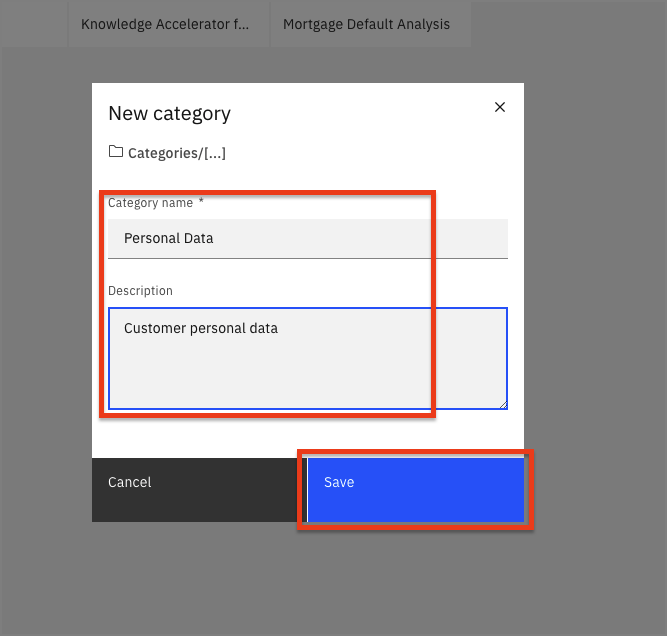 Knowledge Accelerator f...
Mortgage Default Analysis
New category
Categories/[...]
Category name *
Personal Data
Description
Customer personal data
Cancel
Save